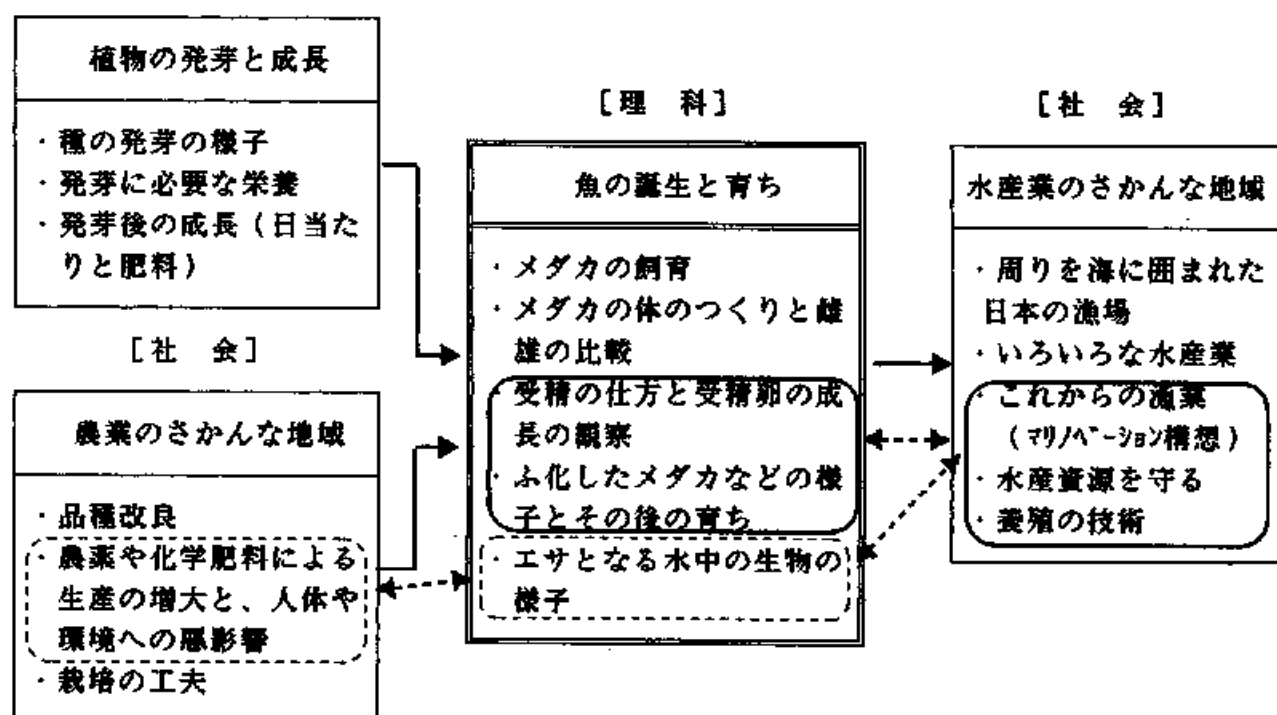 植物の発芽と成長
・種の発芽の様子
・発芽に必要な栄養
・発芽後の成長(日当た
りと肥料)
[社 会]
農業のさかんな地域
・品種改良
・農薬や化学肥料による
生産の増大と、人体や
環境への悪影響
・栽培の工夫
[理 科]
魚の誕生と育ち
・メダカの飼育
・メダカの体のつくりと雌
雄の比較
・受精の仕方と受精卵の成
長の観察
・ふ化したメダカなどの様
子とその後の育ち
・エサとなる水中の生物の
様子
[社 会]
水産業のさかんな地域
・周りを海に囲まれた
日本の漁場
・いろいろな水産業
・これからの漁業
(マリノベーション構想)
・水産資源を守る
・養殖の技術